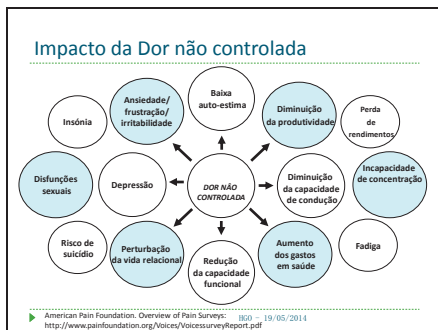 Impacto da Dor não controlada
Baixa
auto-estima
Ansiedade/
frustração/
irritabilidade
Diminuição
da produtividade
Insónia
Perda
de
rendimentos
Disfunções
sexuais
Depressão
DOR NÃO
CONTROLADA
Diminuição
da capacidade
de condução
Incapacidade
de concentração
Risco de
suicídio
Perturbação
da vida relacional
Redução
da capacidade
funcional
Aumento
dos gastos
em saúde
Fadiga
American Pain Foundation. Overview of Pain Surveys: HGO - 19/05/2014
http://www.painfoundation.org/Voices/VoicessurveyReport.pdf